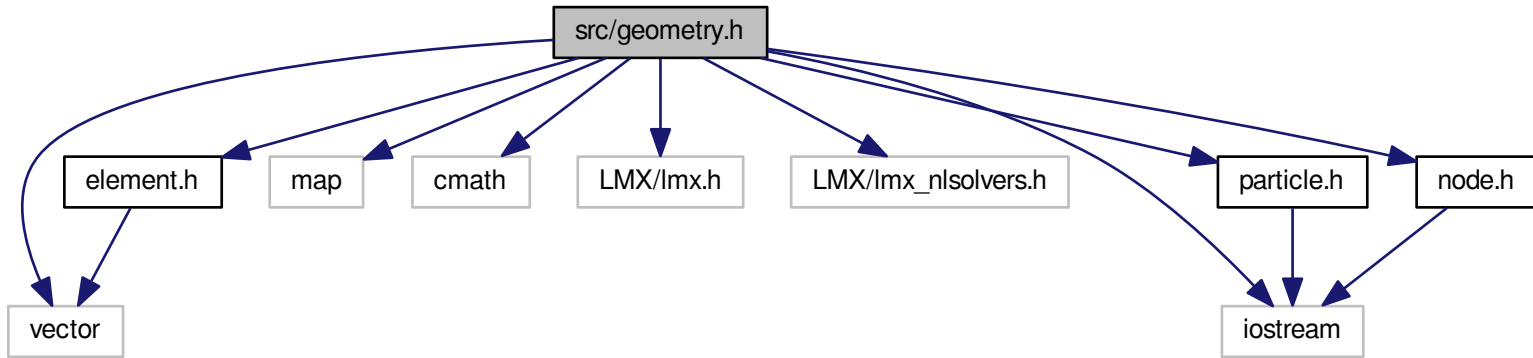 src/geometry.h
element.h
map
cmath
LMX/lmx.h
LMX/lmx_nlsolvers.h
particle.h
node.h
vector
iostream